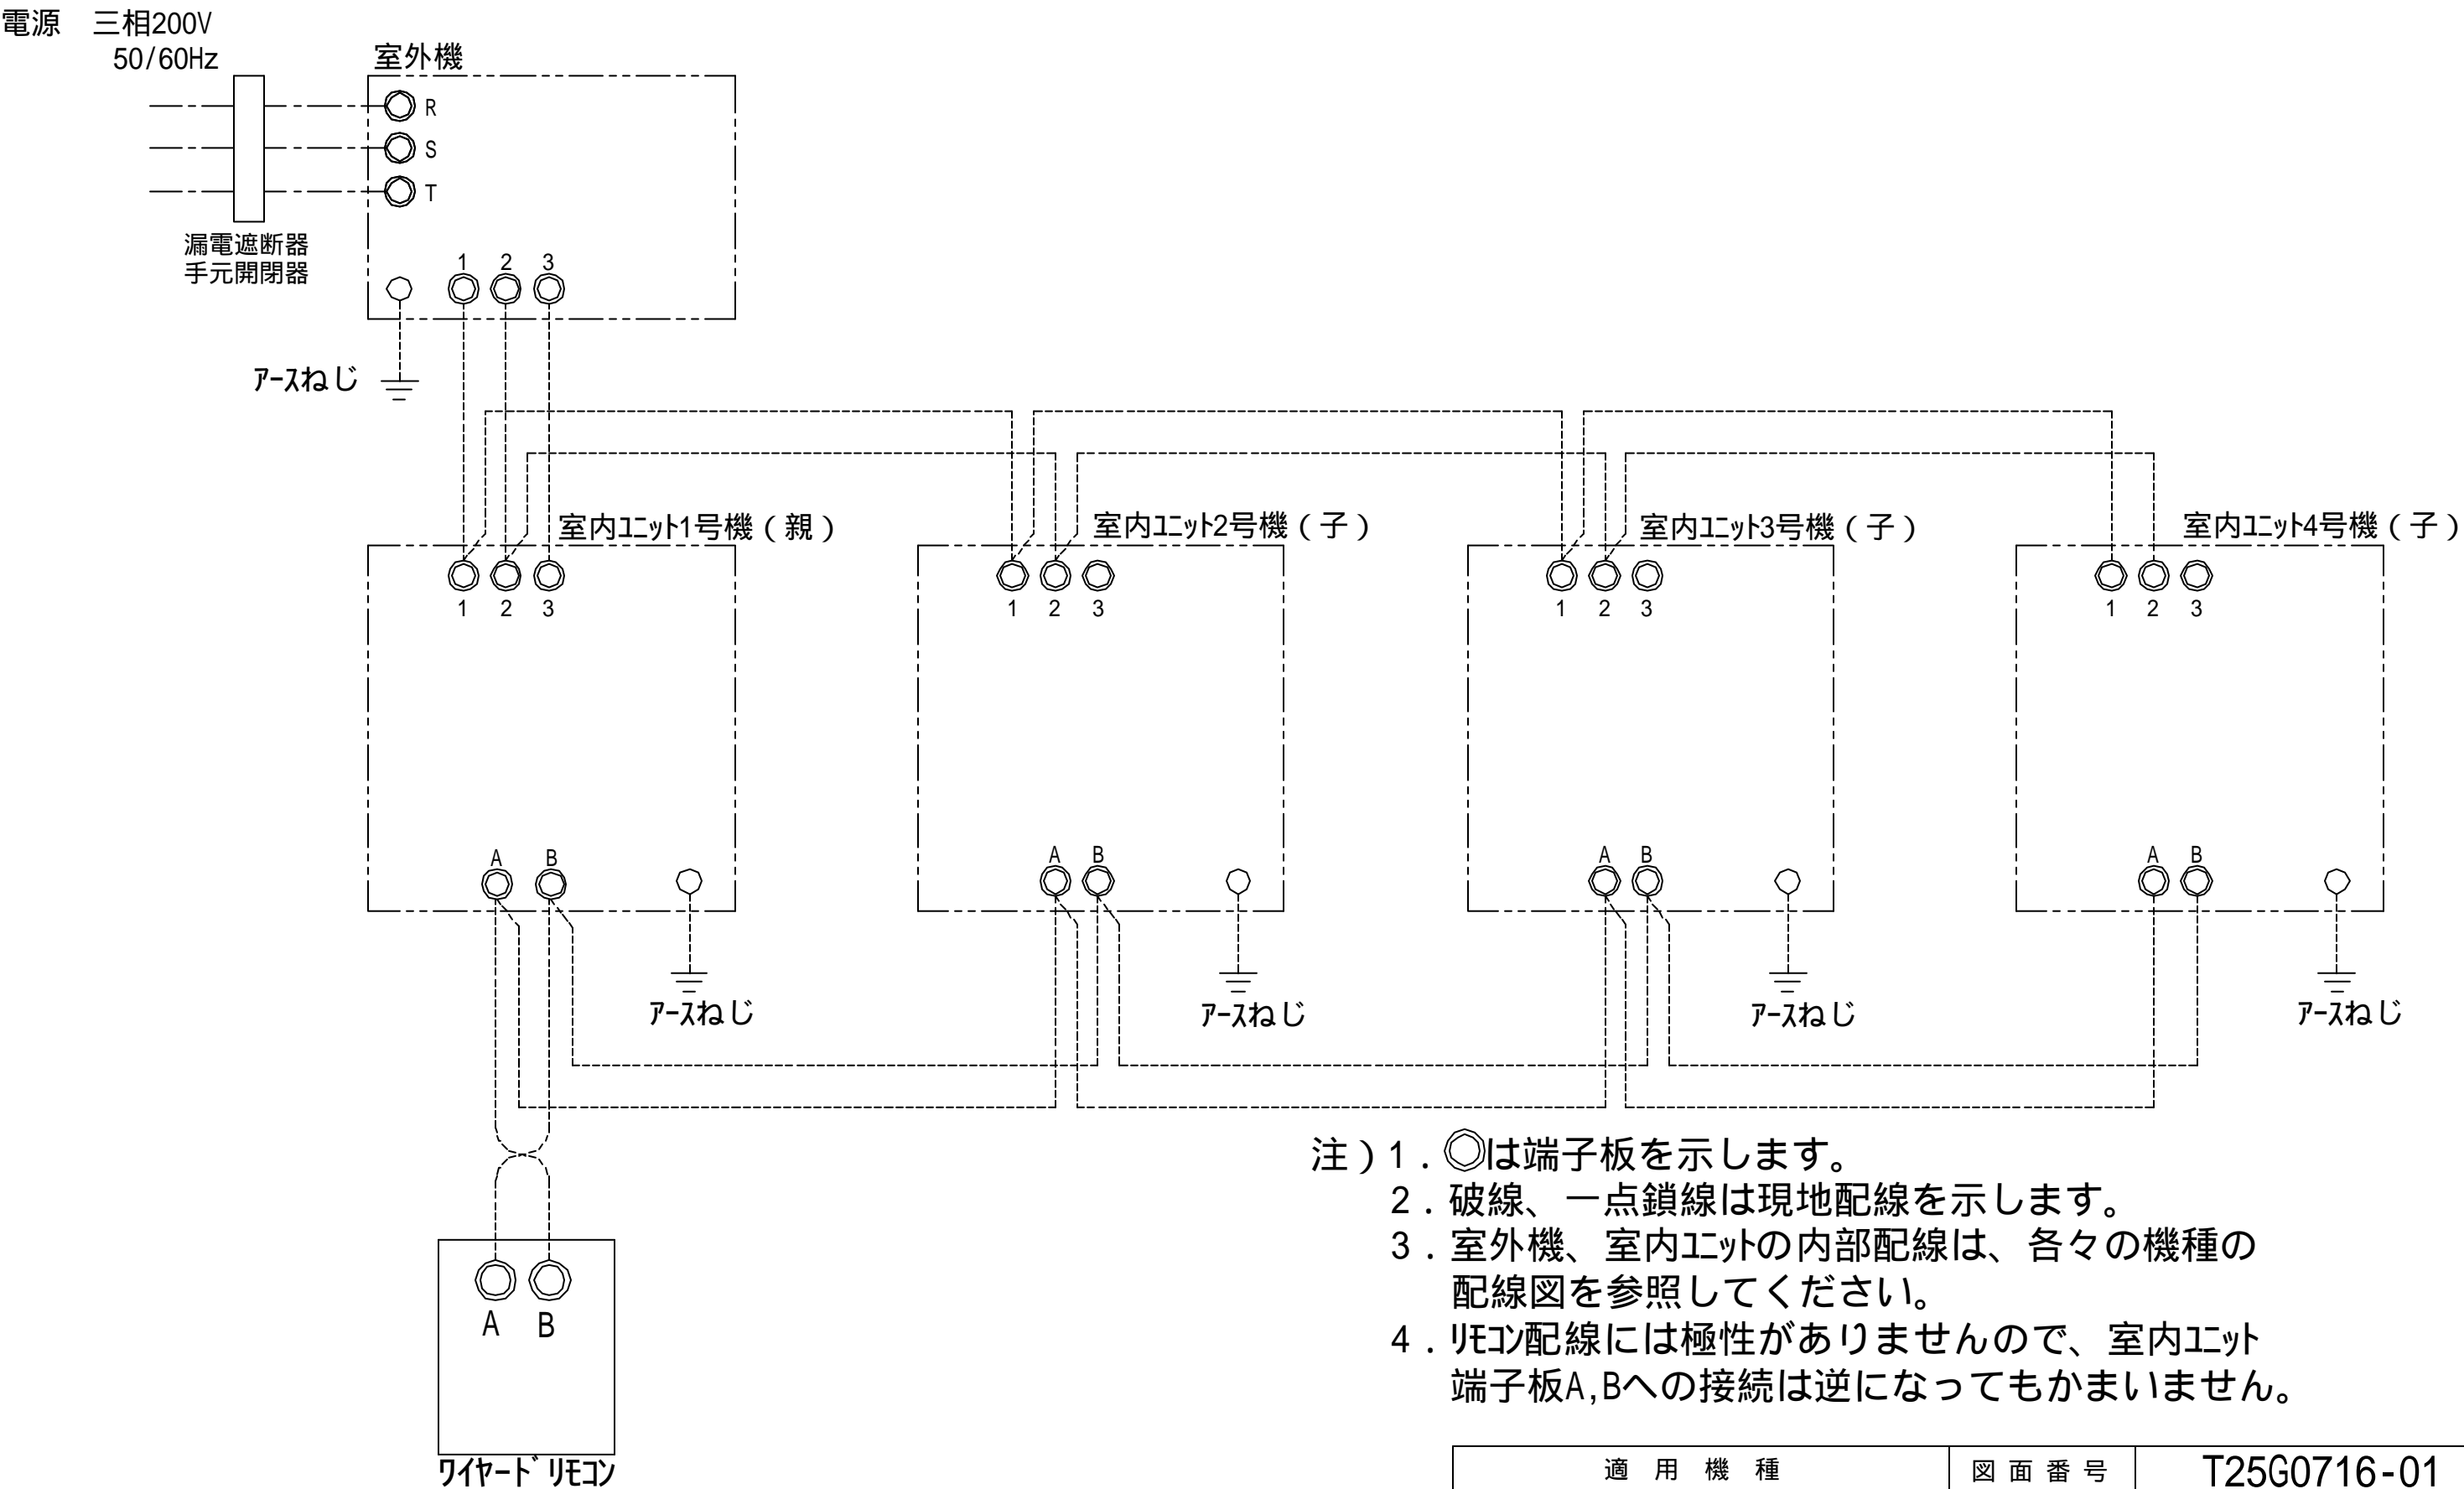 電源　三相200V
50/60Hz
室外機
R
S
T
漏電遮断器
手元開閉器
1 2 3
ｱｰｽねじ
室内ﾕﾆｯﾄ1号機（親）
室内ﾕﾆｯﾄ2号機（子）
室内ﾕﾆｯﾄ3号機（子）
室内ﾕﾆｯﾄ4号機（子）
1 2 3
1 2 3
1 2 3
1 2 3
A B
A B
A B
A B
ｱｰｽねじ
ｱｰｽねじ
ｱｰｽねじ
ｱｰｽねじ
A B
ﾜｲﾔｰﾄﾞﾘﾓｺﾝ
注）1．◎は端子板を示します。
2．破線、一点鎖線は現地配線を示します。
3．室外機、室内ﾕﾆｯﾄの内部配線は、各々の機種の
配線図を参照してください。
4．ﾘﾓｺﾝ配線には極性がありませんので、室内ﾕﾆｯﾄ
端子板A,Bへの接続は逆になってもかまいません。
適用機種 図面番号 T25G0716-01